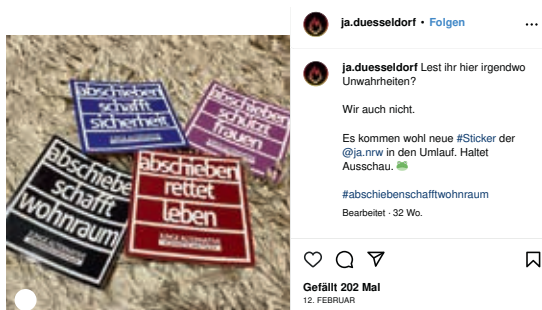 abschieben
schafft
sicherheit
abschieben
schützt
frauen
abschieben
schafft
wohnraum
abschieben
rettet
leben
JUNGE ALTERNATIVE
ja.duesseldorf • Folgen
ja.duesseldorf Lest ihr hier irgendwo
Unwahrheiten?
Wir auch nicht.
Es kommen wohl neue #Sticker der
@ja.nrw in den Umlauf. Haltet
Ausschau. 🐸
#abschiebenschafftwohnraum
Bearbeitet · 32 Wo.
Gefällt 202 Mal
12. FEBRUAR